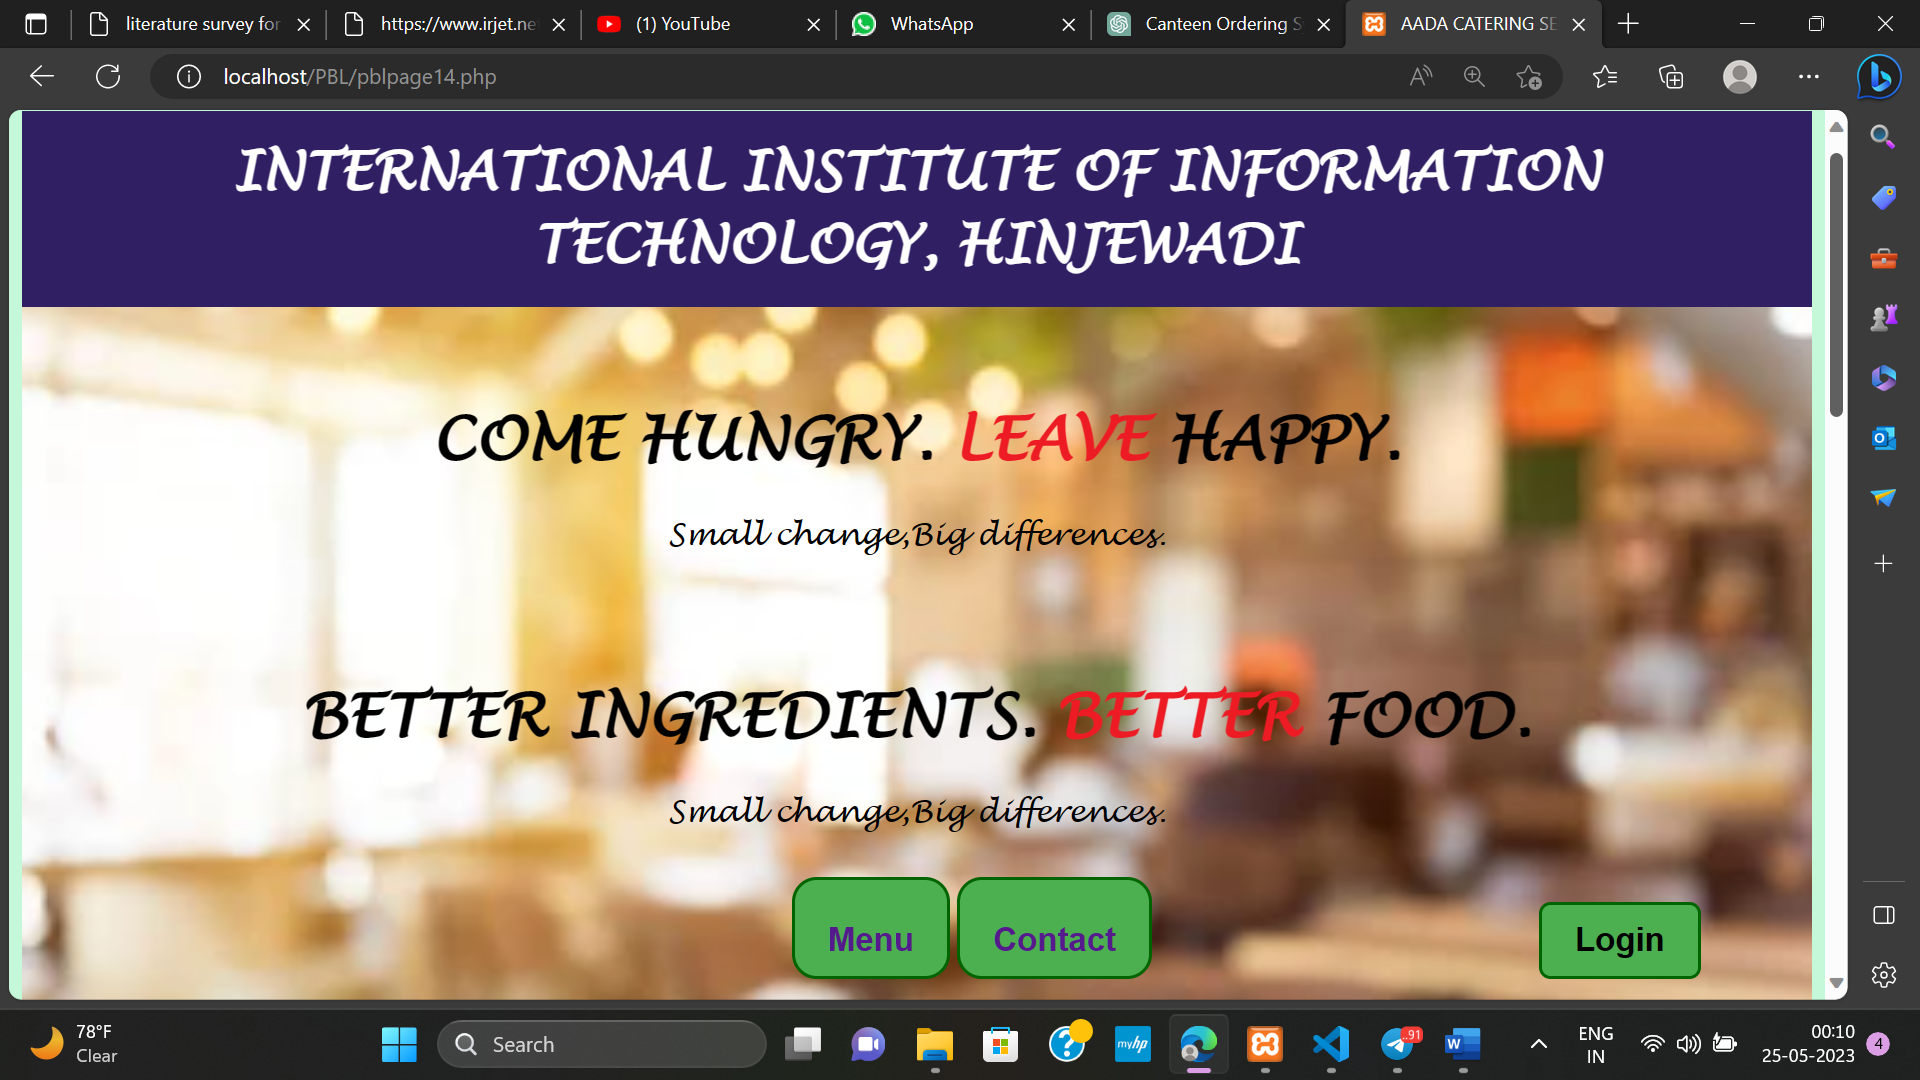 literature survey for
https://www.irjet.ne
(1) YouTube
WhatsApp
Canteen Ordering S
AADA CATERING SE
localhost/PBL/pblpage14.php
INTERNATIONAL INSTITUTE OF INFORMATION
TECHNOLOGY, HINJEWADI
COME HUNGRY. LEAVE HAPPY.
Small change,Big differences.
BETTER INGREDIENTS. BETTER FOOD.
Small change,Big differences.
Menu
Contact
Login
78°F
Clear
Search
myhp
..91
W
ENG
IN
00:10
25-05-2023
4